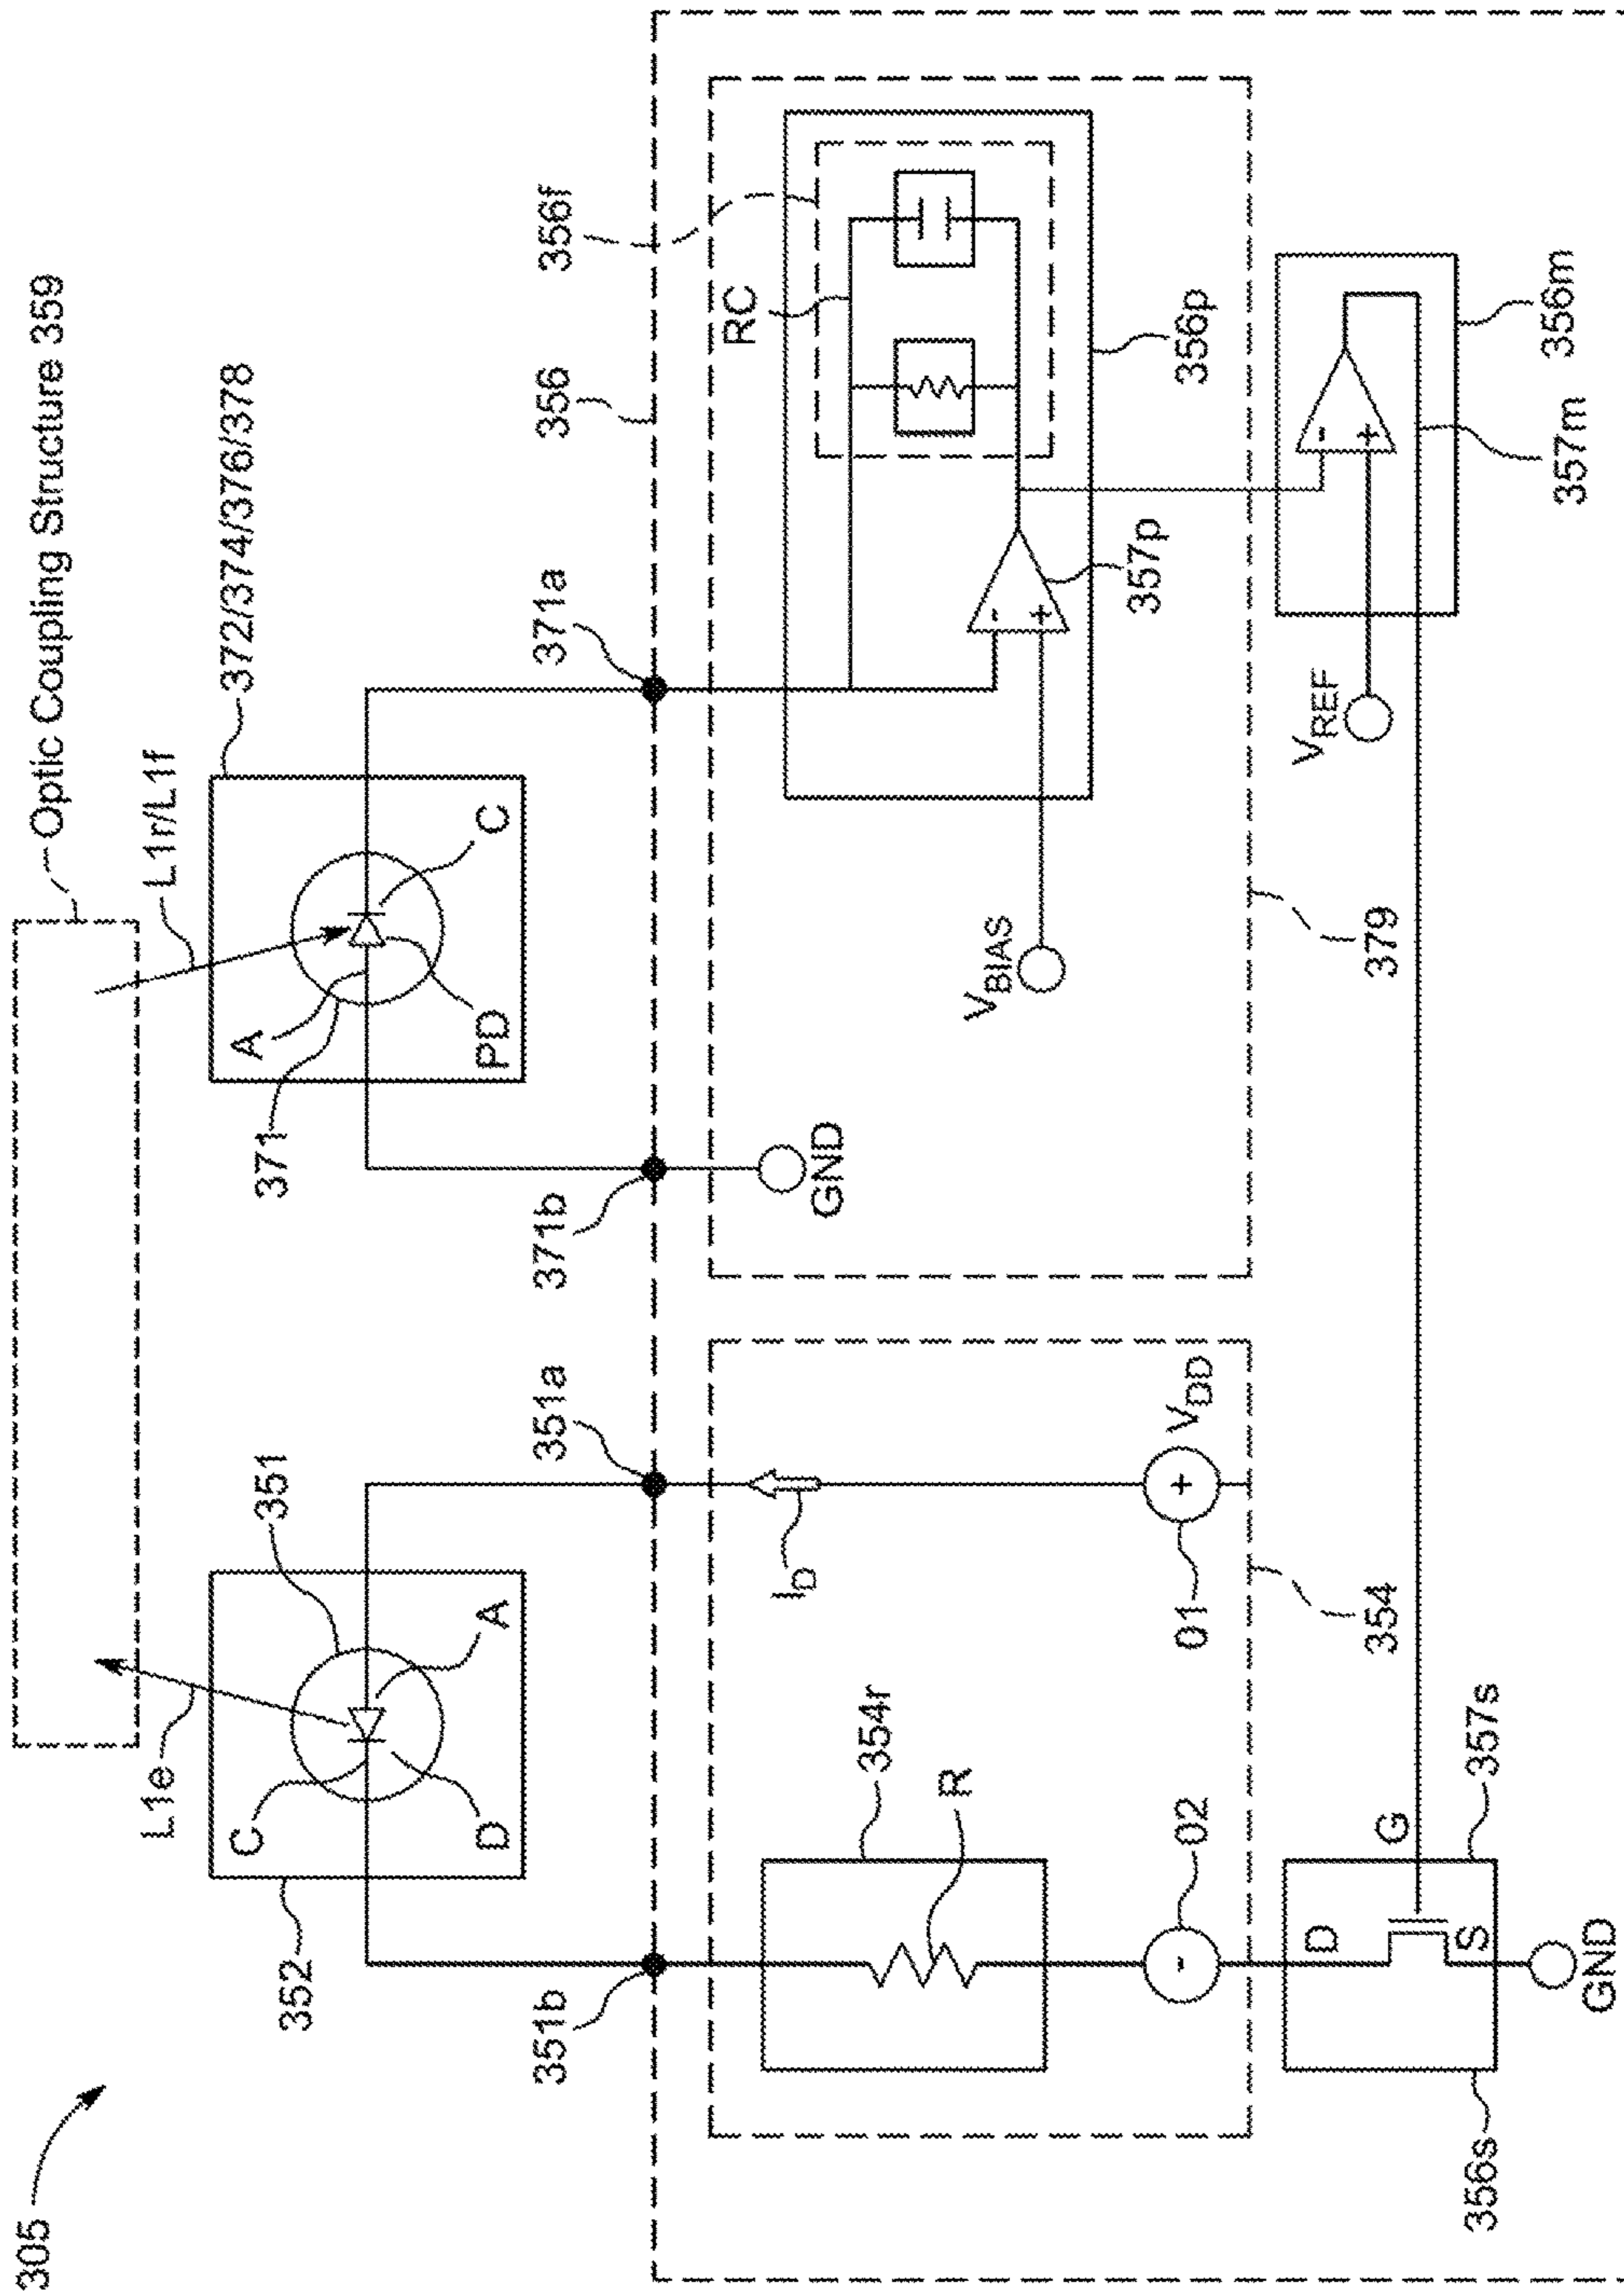 305
Optic Coupling Structure 359
L1e
L1r/L1f
352
C
D
A
351
371
A
PD
C
372/374/376/378
351b
351a
371b
371a
356
356f
354r
R
I_D
GND
RC
V_BIAS
-
+
357p
356p
-
02
01
+
V_DD
354
379
V_REF
-
+
356m
357m
D
G
S
357s
356s
GND